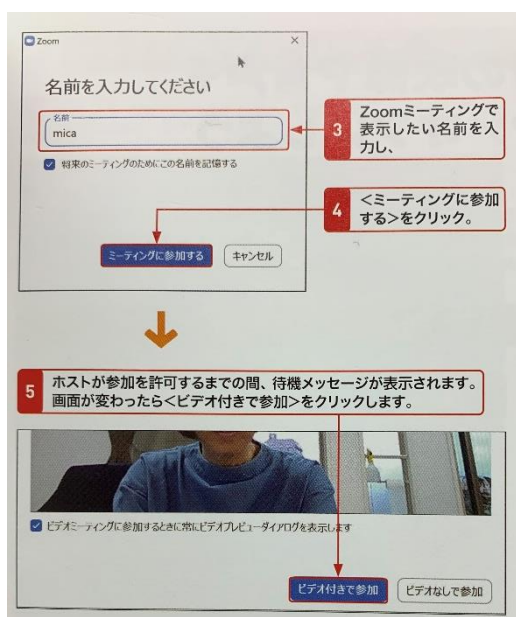 Zoom
名前を入力してください
名前
mica
将来のミーティングのためにこの名前を記憶する
ミーティングに参加する
キャンセル
3
Zoomミーティングで
表示したい名前を入
力し、
4
<ミーティングに参加
する>をクリック。
5
ホストが参加を許可するまでの間、待機メッセージが表示されます。
画面が変わったら<ビデオ付きで参加>をクリックします。
ビデオミーティングに参加するときに常にビデオプレビューダイアログを表示します
ビデオ付きで参加
ビデオなしで参加